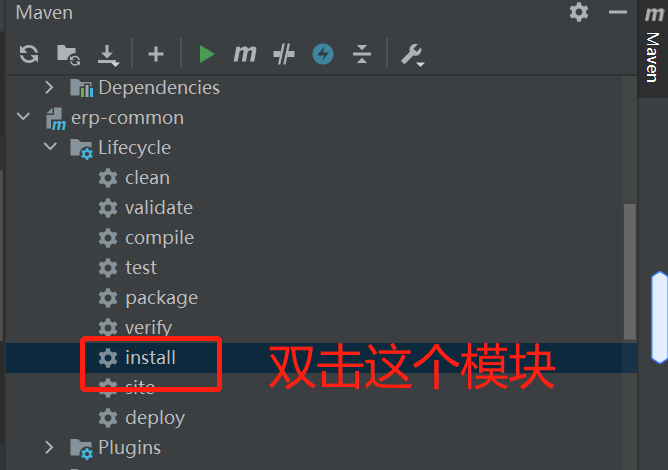 Maven
Maven
Dependencies
erp-common
Lifecycle
clean
validate
compile
test
package
verify
install
双击这个模块
site
deploy
Plugins